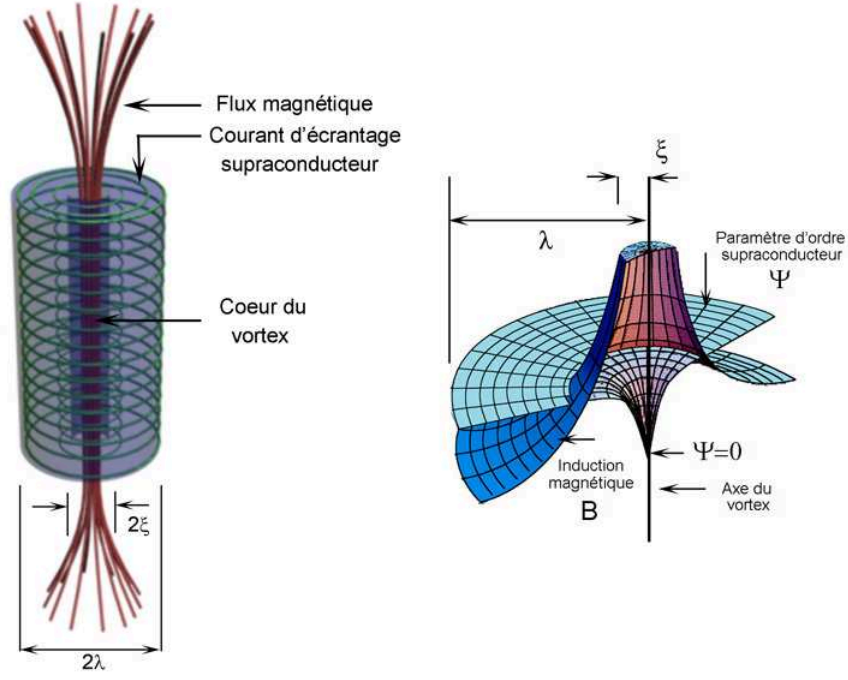 Flux magnétique
Courant d'écrantage
supraconducteur
Coeur du
vortex
2ξ
2λ
ξ
λ
Paramètre d'ordre
supraconducteur
Ψ
Ψ=0
Induction
magnétique
B
Axe du
vortex